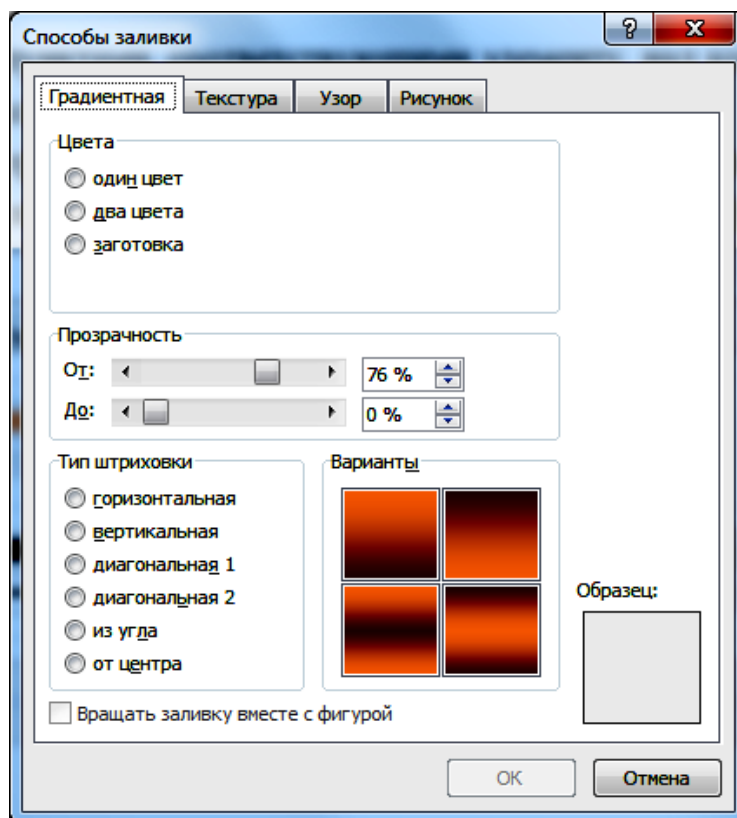 Способы заливки
Градиентная Текстура Узор Рисунок
Цвета
один цвет
два цвета
заготовка
Прозрачность
От: 76 %
До: 0 %
Тип штриховки
горизонтальная
вертикальная
диагональная 1
диагональная 2
из угла
от центра
Варианты
Образец:
Вращать заливку вместе с фигурой
ОК Отмена